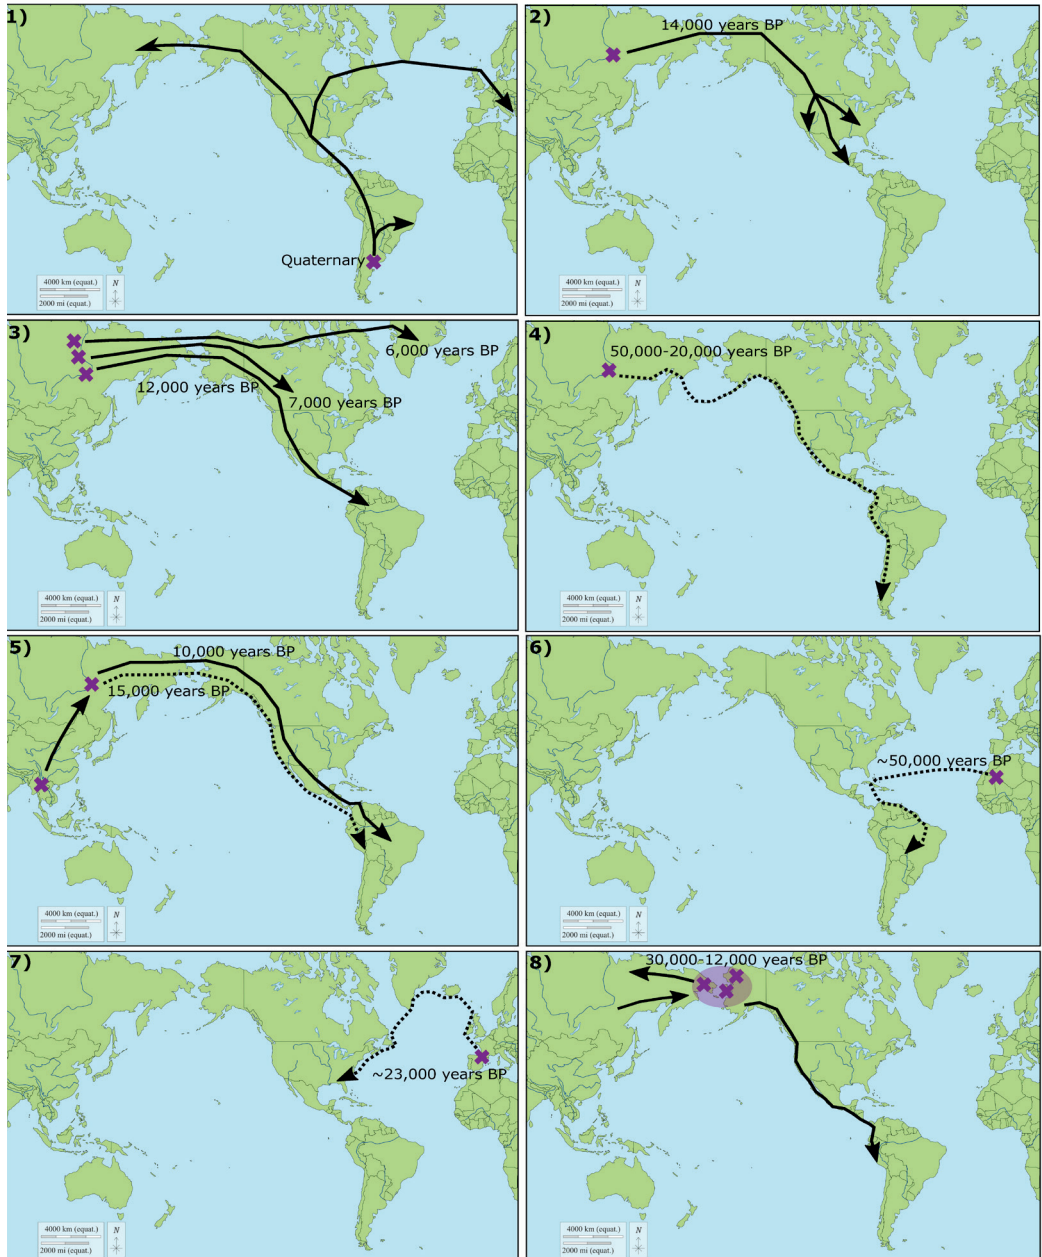 1)
Quaternary
4000 km (equat.)
2000 mi (equat.)
N
2)
14,000 years BP
4000 km (equat.)
2000 mi (equat.)
N
3)
6,000 years BP
12,000 years BP
7,000 years BP
4000 km (equat.)
2000 mi (equat.)
N
4)
50,000-20,000 years BP
4000 km (equat.)
2000 mi (equat.)
N
5)
10,000 years BP
15,000 years BP
4000 km (equat.)
2000 mi (equat.)
N
6)
~50,000 years BP
4000 km (equat.)
2000 mi (equat.)
N
7)
~23,000 years BP
4000 km (equat.)
2000 mi (equat.)
N
8)
30,000-12,000 years BP
4000 km (equat.)
2000 mi (equat.)
N